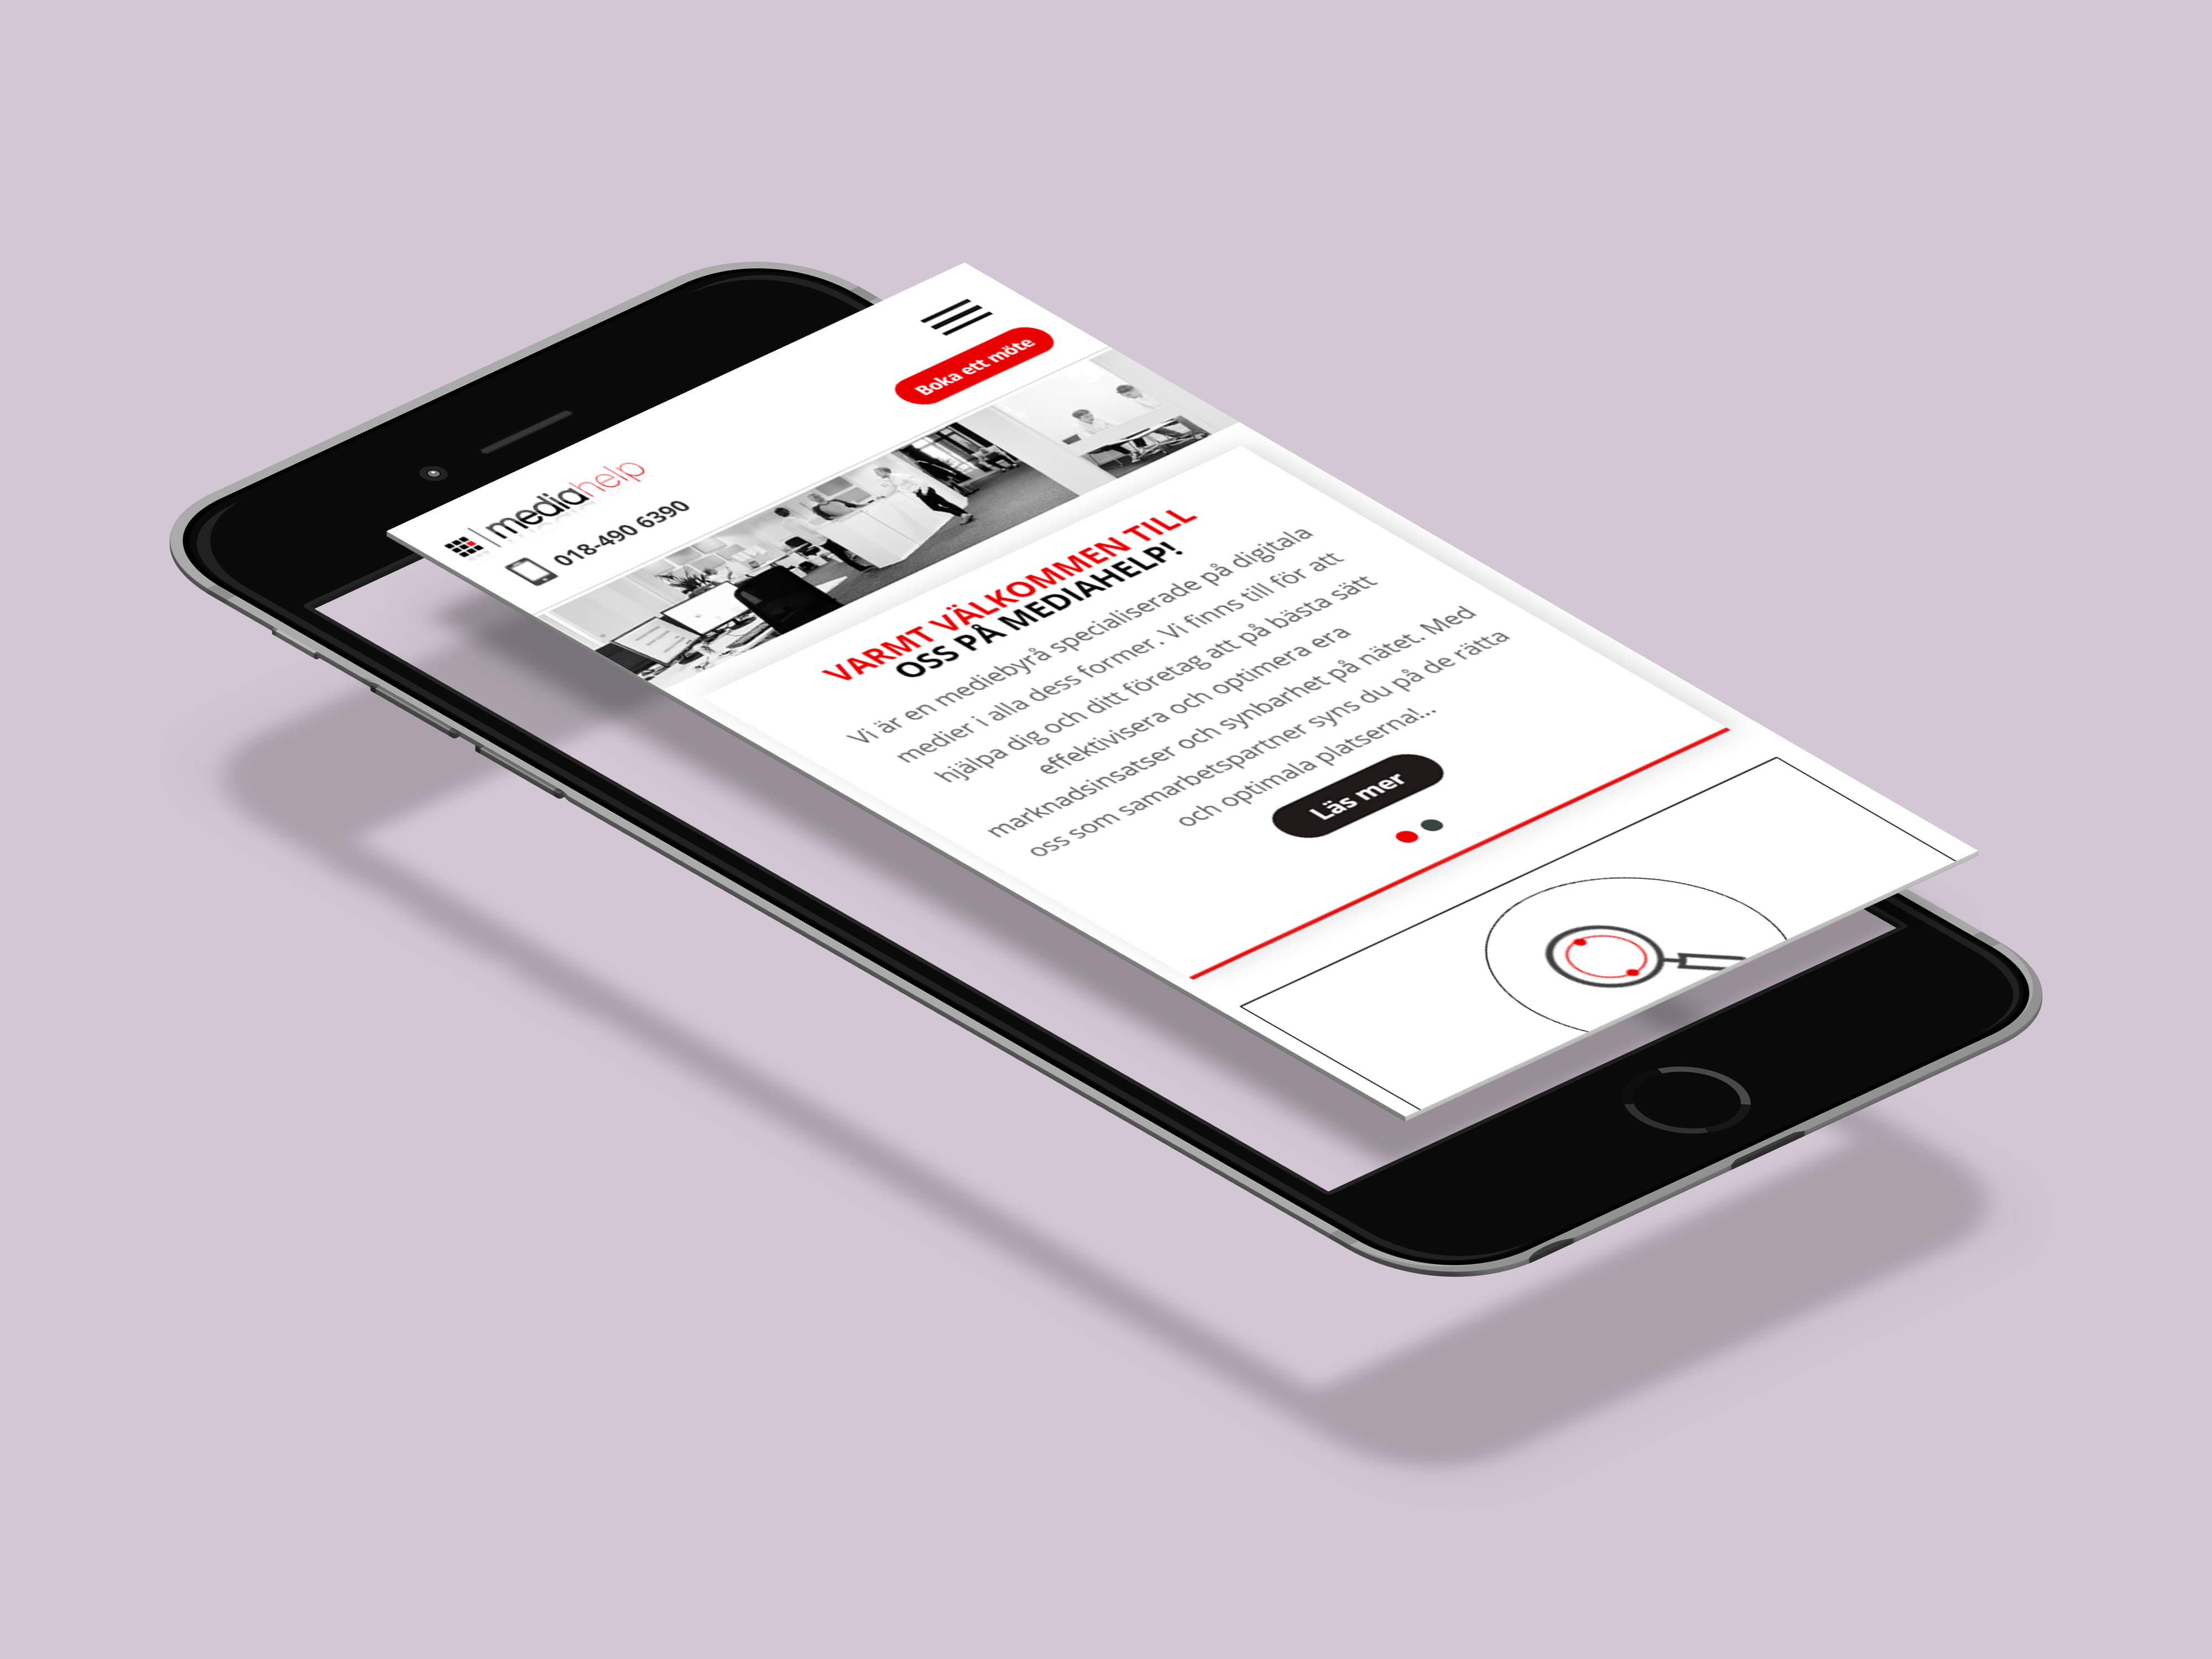 mediahelp
018-490 6390
Boka ett möte
VARMT VÄLKOMMEN TILL
OSS PÅ MEDIAHELP!
Vi är en mediebyrå specialiserade på digitala
medier i alla dess former. Vi finns till för att
hjälpa dig och ditt företag att på bästa sätt
effektivisera och optimera era
marknadsinsatser och synbarhet på nätet. Med
oss som samarbetspartner syns du på de rätta
och optimala platserna!...
Läs mer